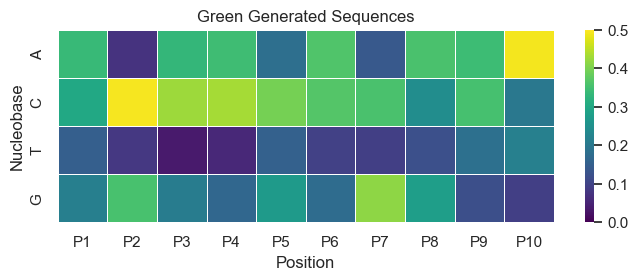 Green Generated Sequences
Nucleobase
A
C
T
G
P1 P2 P3 P4 P5 P6 P7 P8 P9 P10
Position
0.5
0.4
0.3
0.2
0.1
0.0